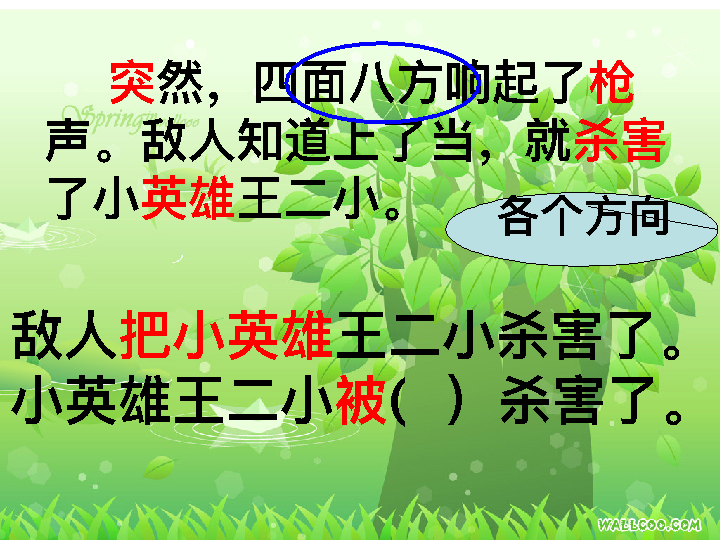 突然，四面八方响起了枪
声。敌人知道上了当，就杀害
了小英雄王二小。
各个方向
敌人把小英雄王二小杀害了。
小英雄王二小被(  ）杀害了。
WALLCOO.COM